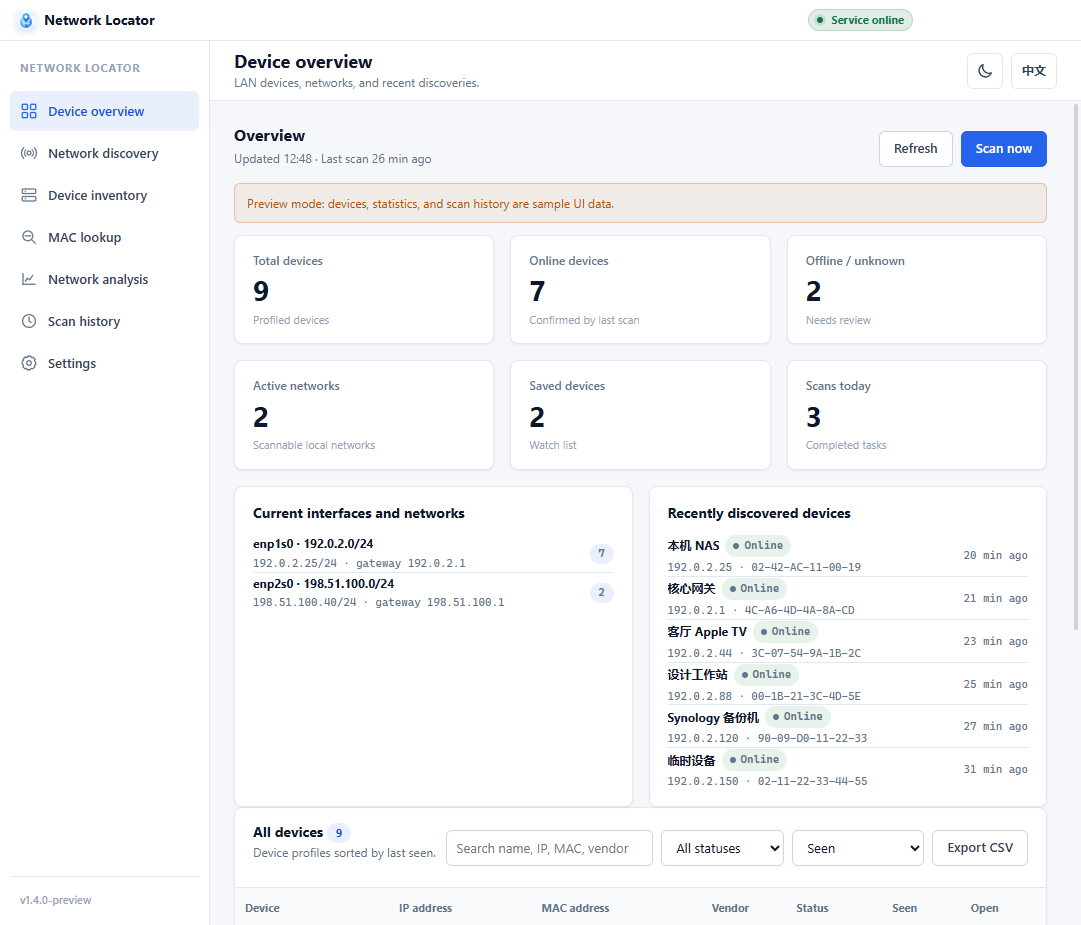 Network Locator
Service online
NETWORK LOCATOR
Device overview
Network discovery
Device inventory
MAC lookup
Network analysis
Scan history
Settings
v1.4.0-preview
Device overview
LAN devices, networks, and recent discoveries.
中文
Overview
Updated 12:48 · Last scan 26 min ago
Refresh
Scan now
Preview mode: devices, statistics, and scan history are sample UI data.
Total devices
9
Profiled devices
Online devices
7
Confirmed by last scan
Offline / unknown
2
Needs review
Active networks
2
Scannable local networks
Saved devices
2
Watch list
Scans today
3
Completed tasks
Current interfaces and networks
enp1s0 · 192.0.2.0/24
192.0.2.25/24 · gateway 192.0.2.1
7
enp2s0 · 198.51.100.0/24
198.51.100.40/24 · gateway 198.51.100.1
2
Recently discovered devices
本机 NAS Online
192.0.2.25 · 02-42-AC-11-00-19
20 min ago
核心网关 Online
192.0.2.1 · 4C-A6-4D-4A-8A-CD
21 min ago
客厅 Apple TV Online
192.0.2.44 · 3C-07-54-9A-1B-2C
23 min ago
设计工作站 Online
192.0.2.88 · 00-1B-21-3C-4D-5E
25 min ago
Synology 备份机 Online
192.0.2.120 · 90-09-D0-11-22-33
27 min ago
临时设备 Online
192.0.2.150 · 02-11-22-33-44-55
31 min ago
All devices 9
Device profiles sorted by last seen.
Search name, IP, MAC, vendor
All statuses
Seen
Export CSV
Device IP address MAC address Vendor Status Seen Open